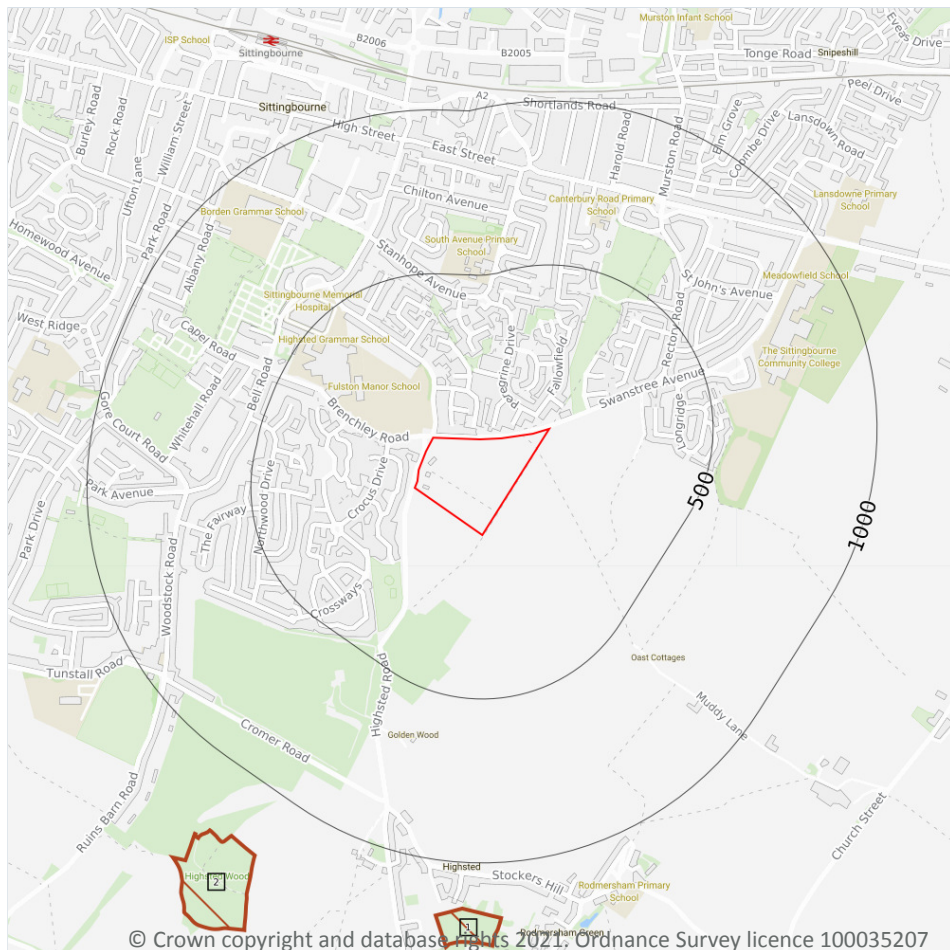 Murston Infant School
ISP School
Sittingbourne
B2006
B2005
Tonge Road
Snipeshill
Eveas Drive
Peel Drive
A2
Shortlands Road
Sittingbourne
High Street
East Street
Burley Road
Rock Road
William Street
Ufton Lane
Park Road
Harold Road
Murston Road
Elm Grove
Coombe Drive
Lansdown Road
Chilton Avenue
Canterbury Road Primary
School
Lansdowne Primary
School
Borden Grammar School
Albany Road
Homewood Avenue
South Avenue Primary
School
Stanhope Avenue
St John's Avenue
Meadowfield School
Sittingbourne Memorial
Hospital
Highsted Grammar School
West Ridge
Capel Road
Whitehall Road
Bell Road
Fulston Manor School
Brenchley Road
Peregrine Drive
Fallowfield
Rectory Road
Swanstree Avenue
Longridge
The Sittingbourne
Community College
Gore Court Road
Park Avenue
Park Drive
The Fairway
Northwood Drive
Crocus Drive
Crossways
500
1000
Woodstock Road
Tunstall Road
Cromer Road
Highsted Road
Golden Wood
Oast Cottages
Muddy Lane
Church Street
Ruins Barn Road
Highsted Wood
2
Highsted
Stockers Hill
Rodmersham Primary
School
1
Rodmersham Green
© Crown copyright and database rights 2021. Ordnance Survey licence 100035207